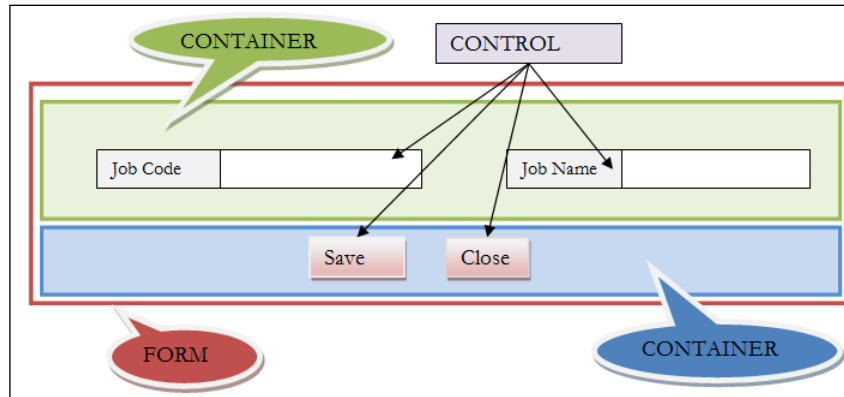 CONTAINER
CONTROL
Job Code
Job Name
Save
Close
FORM
CONTAINER